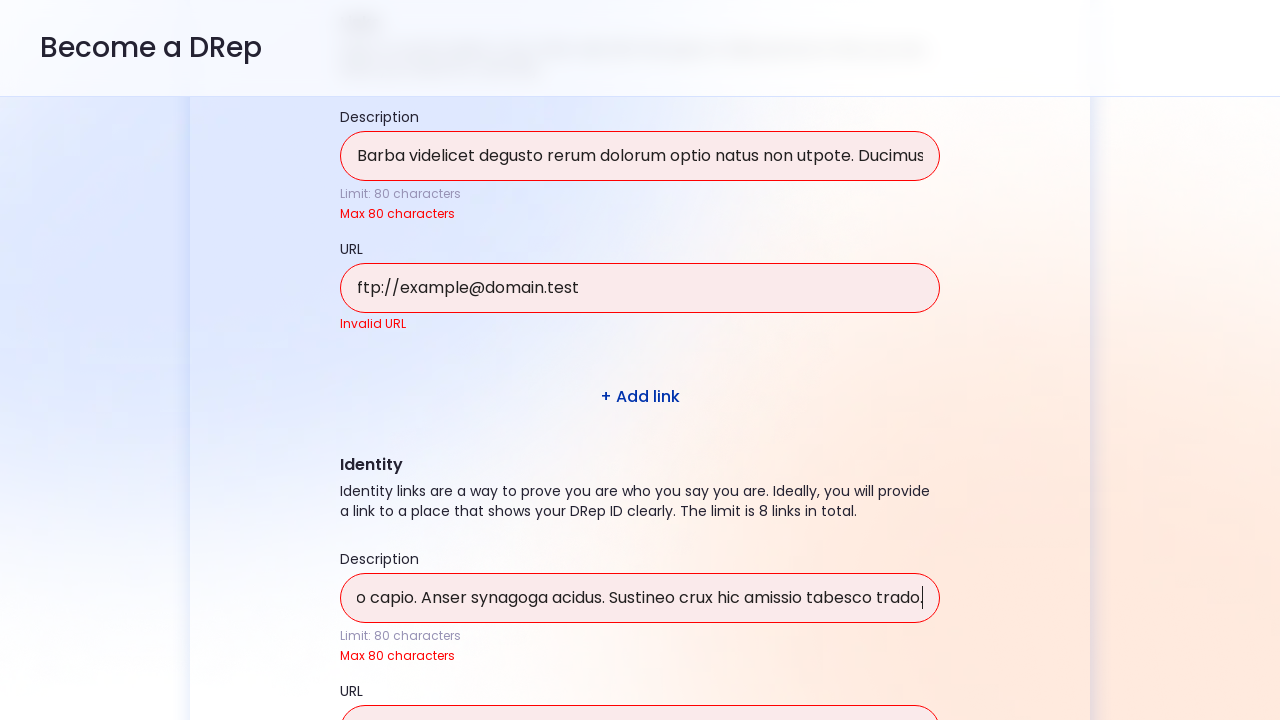 Become a DRep
Description
Barba videlicet degusto rerum dolorum optio natus non utpote. Ducimus
Limit: 80 characters
Max 80 characters
URL
ftp://example@domain.test
Invalid URL
+ Add link
Identity
Identity links are a way to prove you are who you say you are. Ideally, you will provide
a link to a place that shows your DRep ID clearly. The limit is 8 links in total.
Description
o capio. Anser synagoga acidus. Sustineo crux hic amissio tabesco trado.
Limit: 80 characters
Max 80 characters
URL